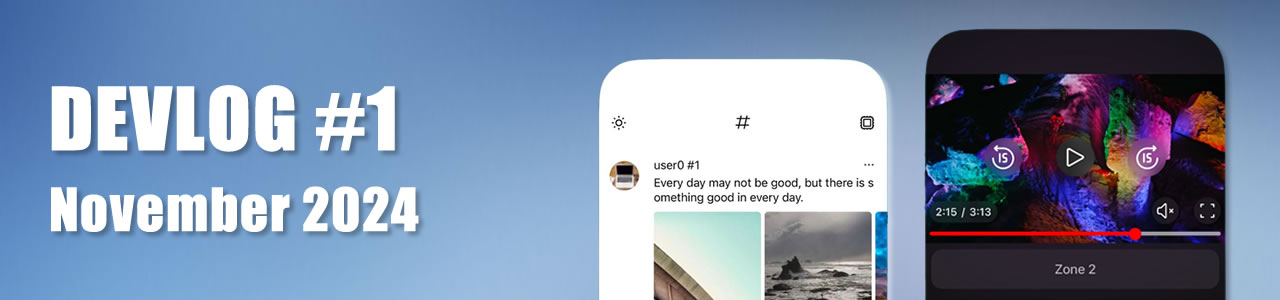 DEVLOG #1
November 2024
#
user0 #1
...
Every day may not be good, but there is s
omething good in every day.
15
15
2:15 / 3:13
Zone 2